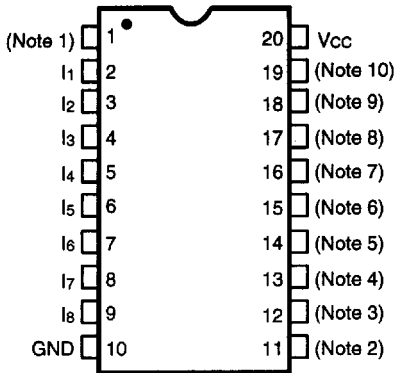 (Note 1) 1 20 VCC
I1 2 19 (Note 10)
I2 3 18 (Note 9)
I3 4 17 (Note 8)
I4 5 16 (Note 7)
I5 6 15 (Note 6)
I6 7 14 (Note 5)
I7 8 13 (Note 4)
I8 9 12 (Note 3)
GND 10 11 (Note 2)